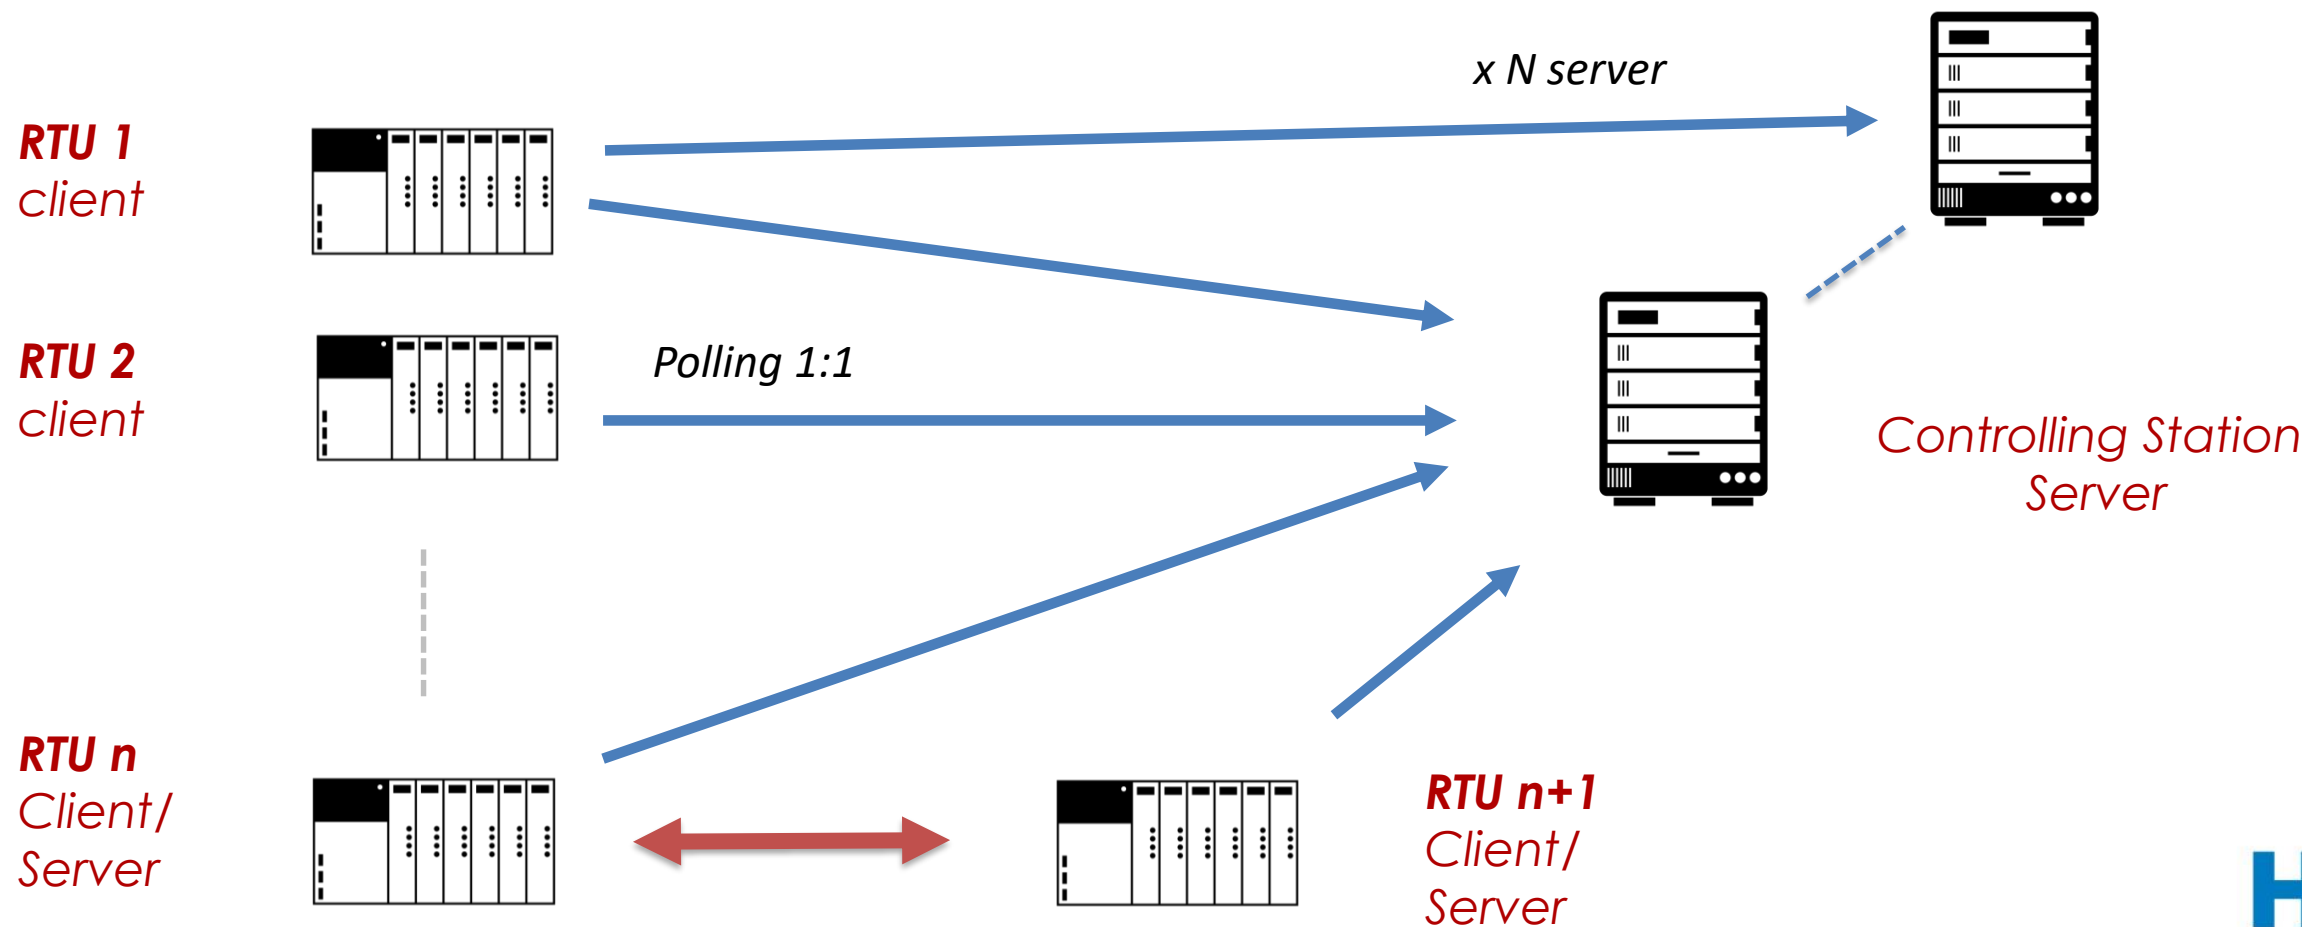 x N server
RTU 1
client
RTU 2
client
Polling 1:1
Controlling Station
Server
RTU n
Client/
Server
RTU n+1
Client/
Server